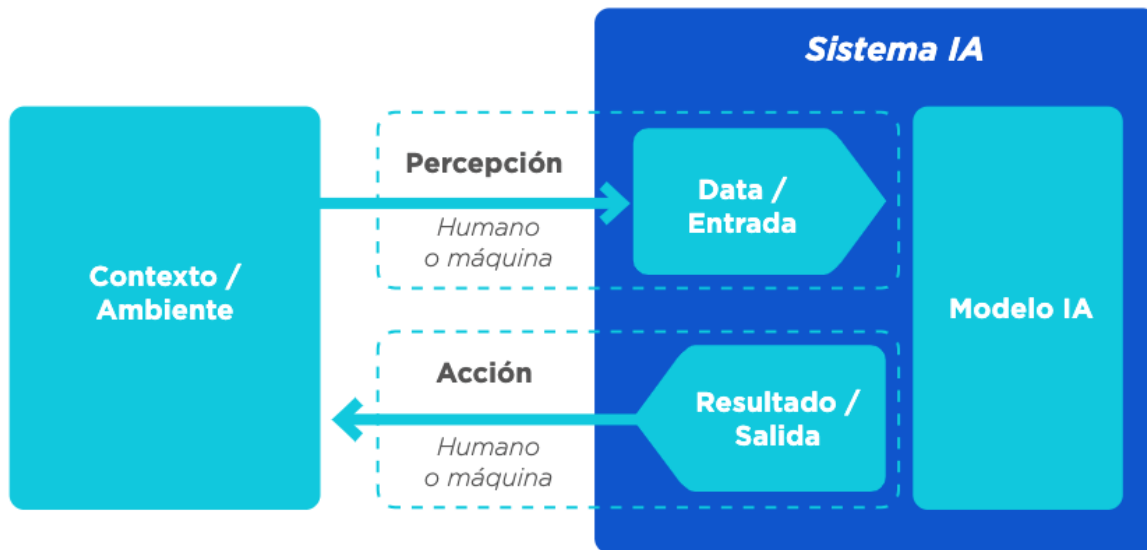 Sistema IA
Contexto /
Ambiente
Percepción
Humano
o máquina
Data /
Entrada
Modelo IA
Acción
Humano
o máquina
Resultado /
Salida